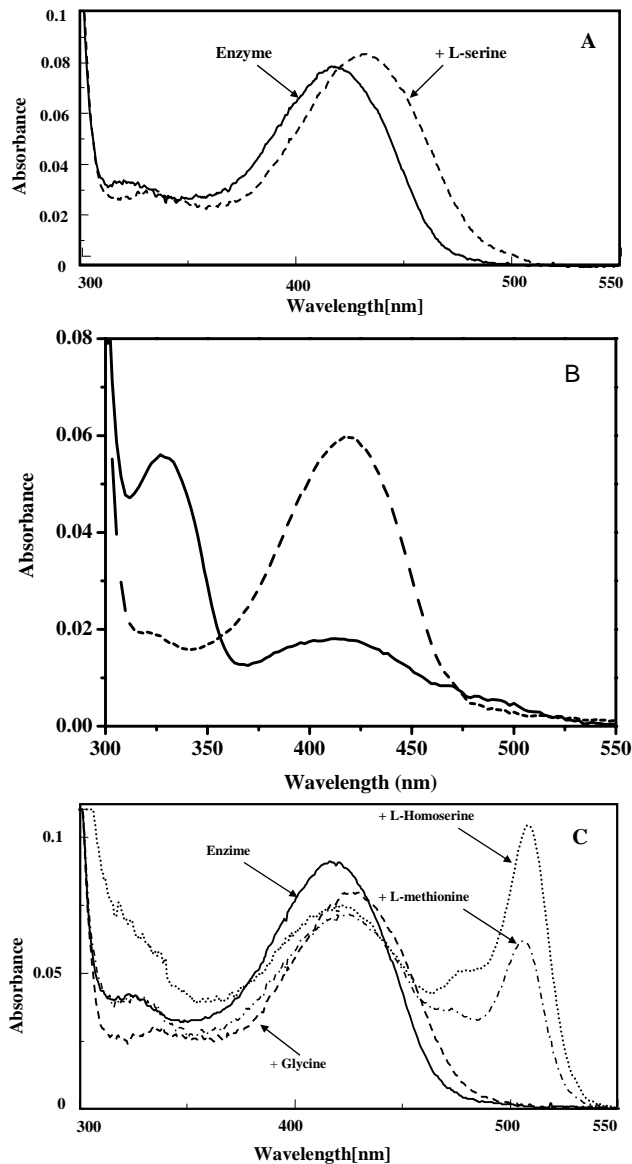 0.1
A
Enzyme
+ L-serine
0.08
0.06
0.04
0.02
0
Absorbance
300
400
500
550
Wavelength[nm]
0.08
B
0.06
0.04
0.02
0.00
Absorbance
300
350
400
450
500
550
Wavelength (nm)
+ L-Homoserine
C
0.1
Enzime
+ L-methionine
0.05
+ Glycine
0
Absorbance
300
400
500
550
Wavelength[nm]